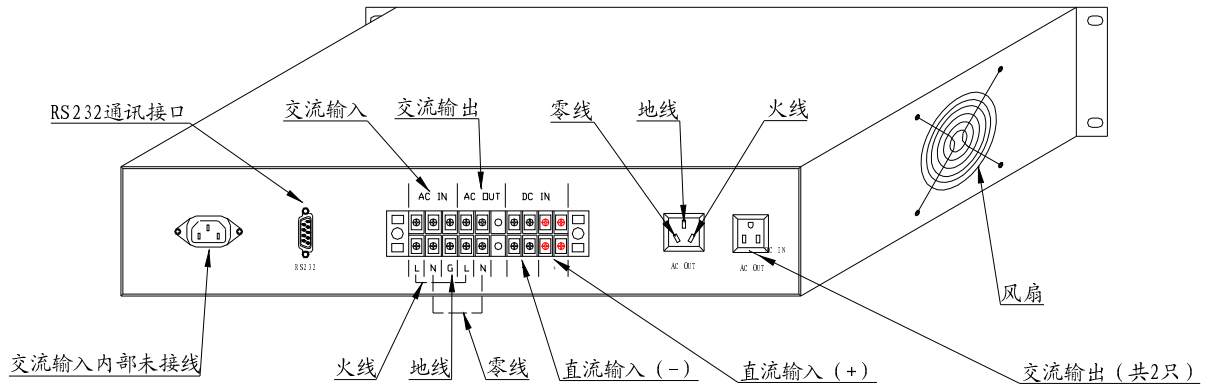 RS232通讯接口
交流输入
交流输出
零线
地线
火线
AC IN
AC OUT
DC IN
RS232
L N G L N
AC OUT
AC IN
AC OUT
风扇
交流输入内部未接线
火线
地线
零线
直流输入(-)
直流输入(+)
交流输出(共2只)